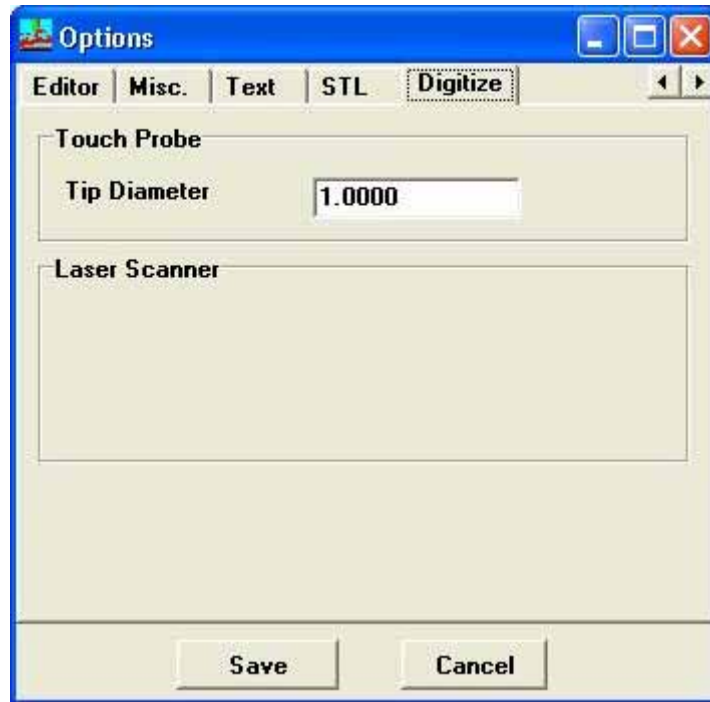 Options
Editor Misc. Text STL Digitize
Touch Probe
Tip Diameter 1.0000
Laser Scanner
Save Cancel